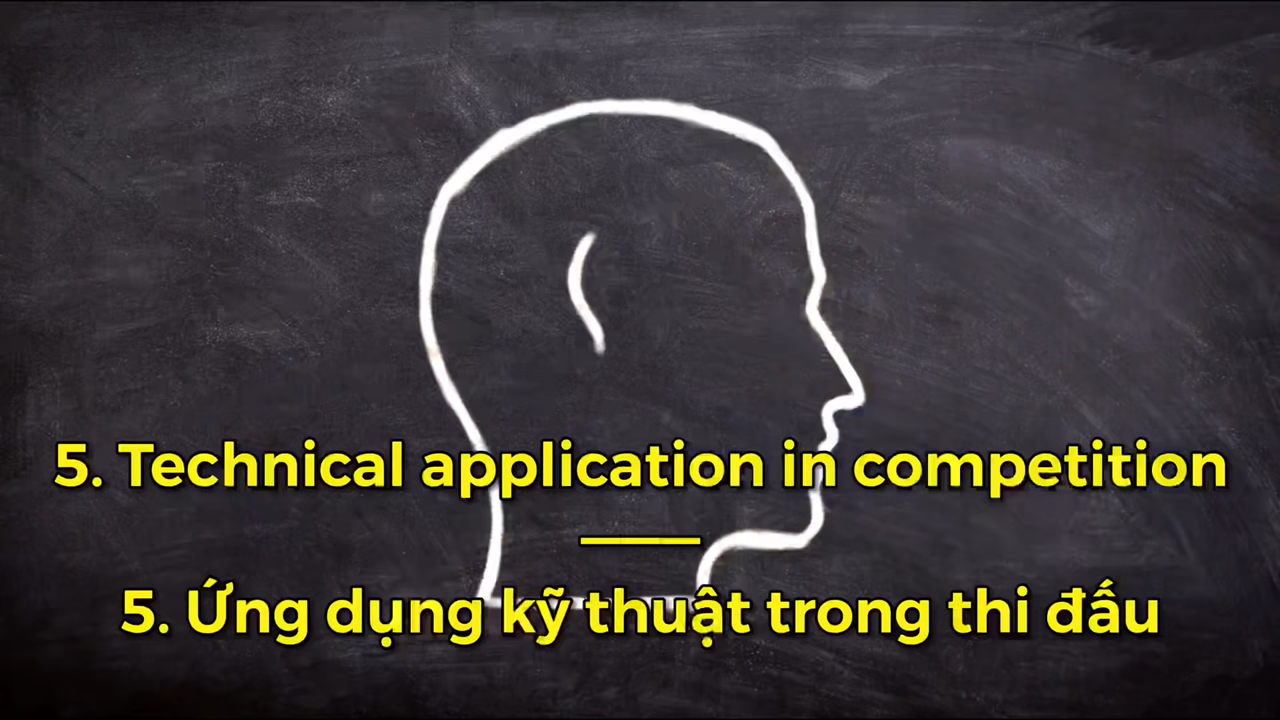 5. Technical application in competition
5. Ứng dụng kỹ thuật trong thi đấu